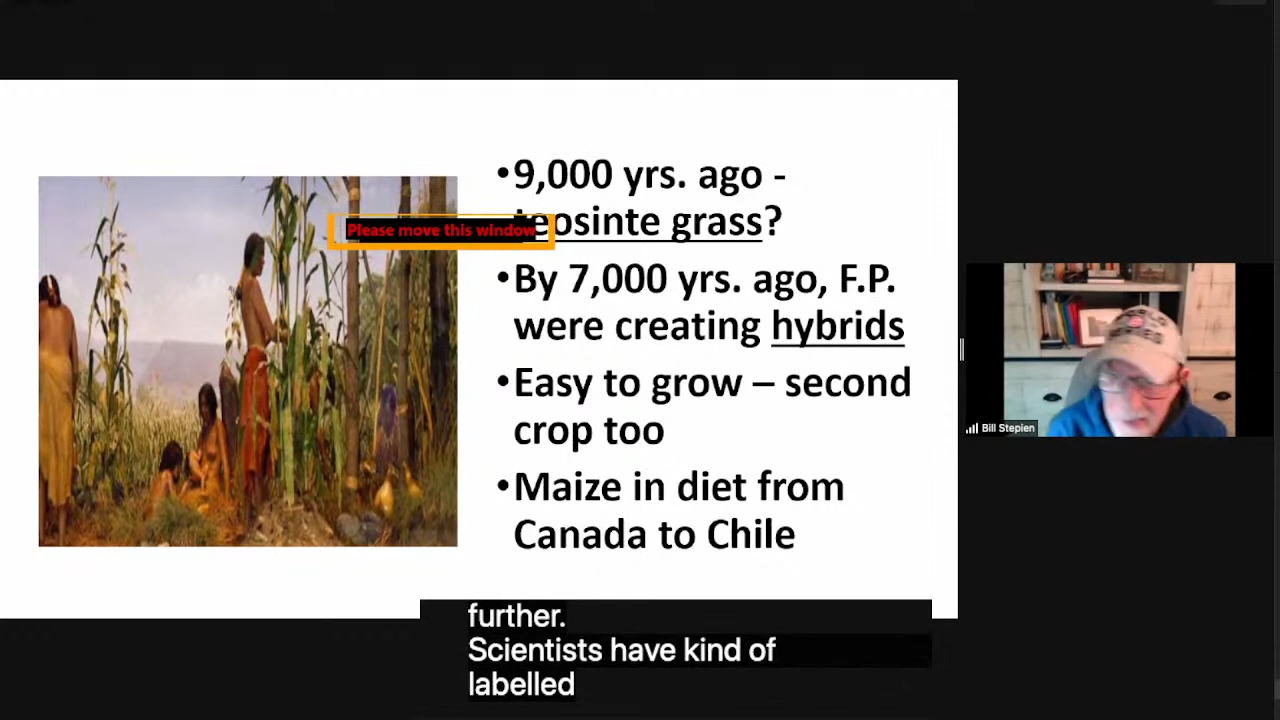 •9,000 yrs. ago -
teosinte grass?
Please move this window
•By 7,000 yrs. ago, F.P.
were creating hybrids
•Easy to grow – second
crop too
•Maize in diet from
Canada to Chile
Bill Stepien
further.
Scientists have kind of
labelled